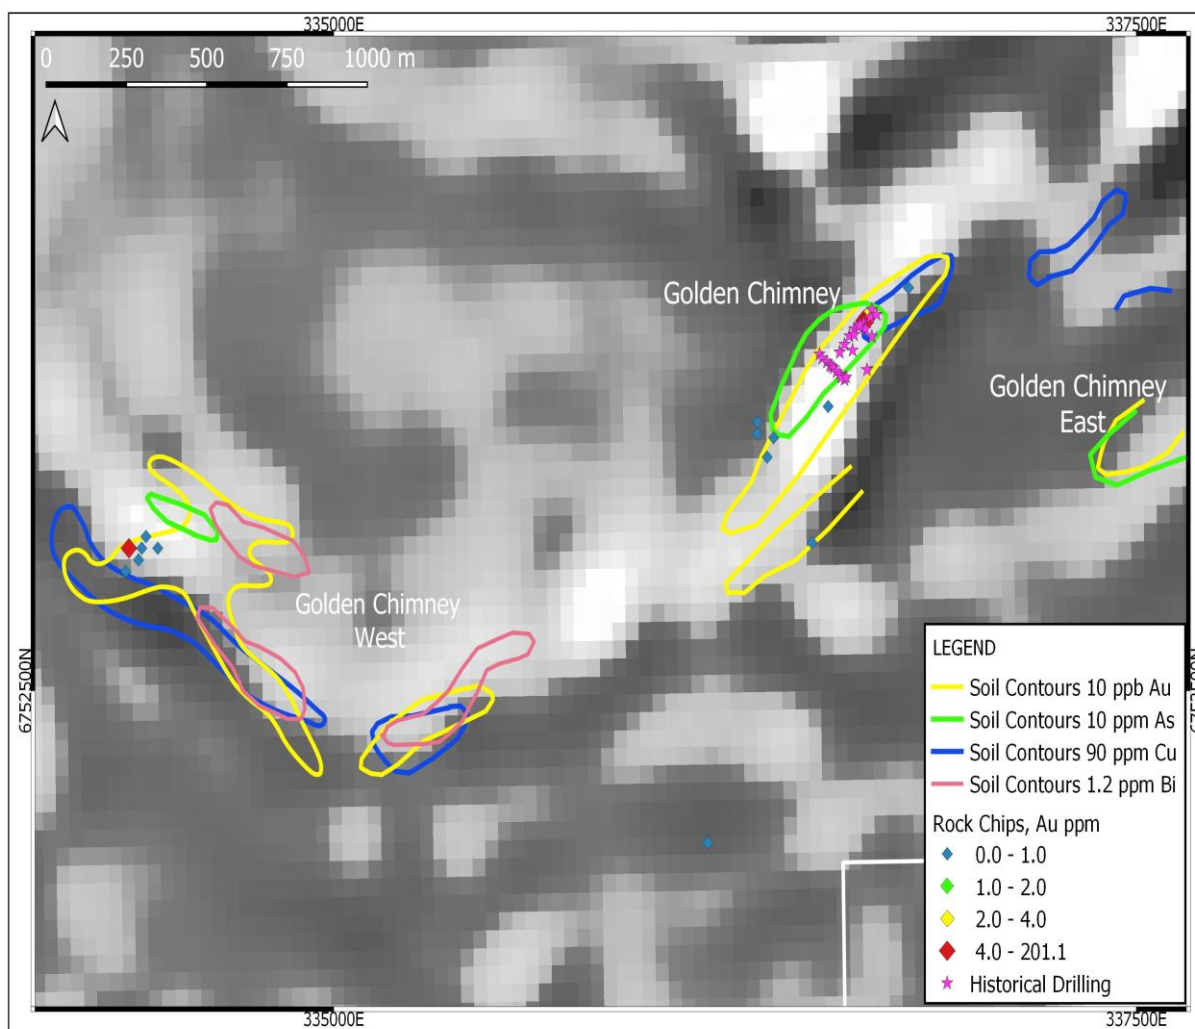 335000E
337500E
0 250 500 750 1000 m
Golden Chimney
Golden Chimney
East
Golden Chimney
West
6752500N
6752500N
LEGEND
Soil Contours 10 ppb Au
Soil Contours 10 ppm As
Soil Contours 90 ppm Cu
Soil Contours 1.2 ppm Bi
Rock Chips, Au ppm
0.0 - 1.0
1.0 - 2.0
2.0 - 4.0
4.0 - 201.1
Historical Drilling
335000E
337500E